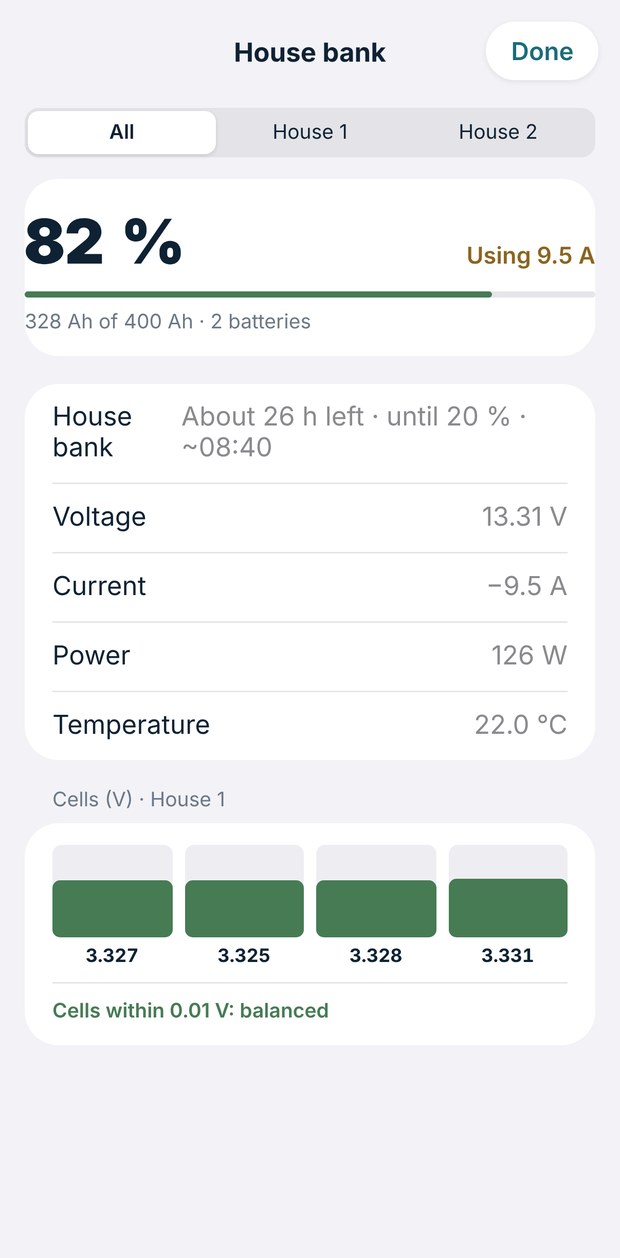 House bank
Done
All
House 1
House 2
82 %
Using 9.5 A
328 Ah of 400 Ah · 2 batteries
House bank
About 26 h left · until 20 % · ~08:40
Voltage
13.31 V
Current
−9.5 A
Power
126 W
Temperature
22.0 °C
Cells (V) · House 1
3.327
3.325
3.328
3.331
Cells within 0.01 V: balanced